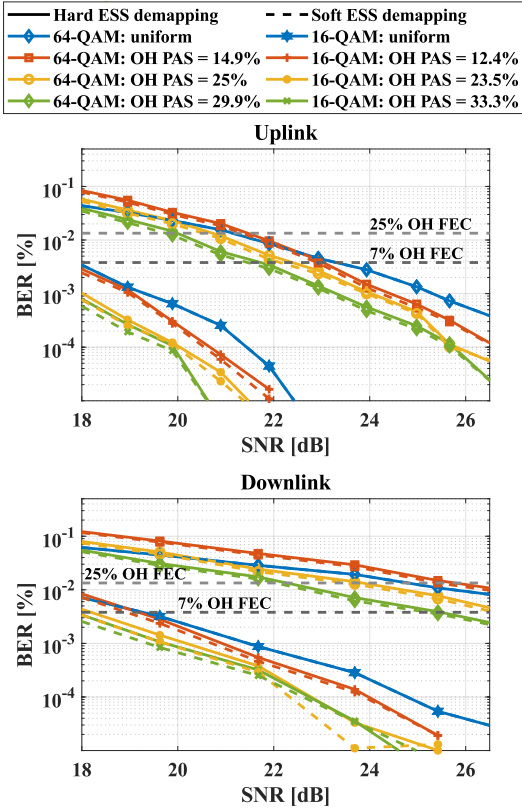 Hard ESS demapping Soft ESS demapping
64-QAM: uniform 16-QAM: uniform
64-QAM: OH PAS = 14.9% 16-QAM: OH PAS = 12.4%
64-QAM: OH PAS = 25% 16-QAM: OH PAS = 23.5%
64-QAM: OH PAS = 29.9% 16-QAM: OH PAS = 33.3%
Uplink
10⁻¹
25% OH FEC
10⁻²
7% OH FEC
BER [%]
10⁻³
10⁻⁴
18 20 22 24 26
SNR [dB]
Downlink
10⁻¹
25% OH FEC
10⁻²
7% OH FEC
BER [%]
10⁻³
10⁻⁴
18 20 22 24 26
SNR [dB]